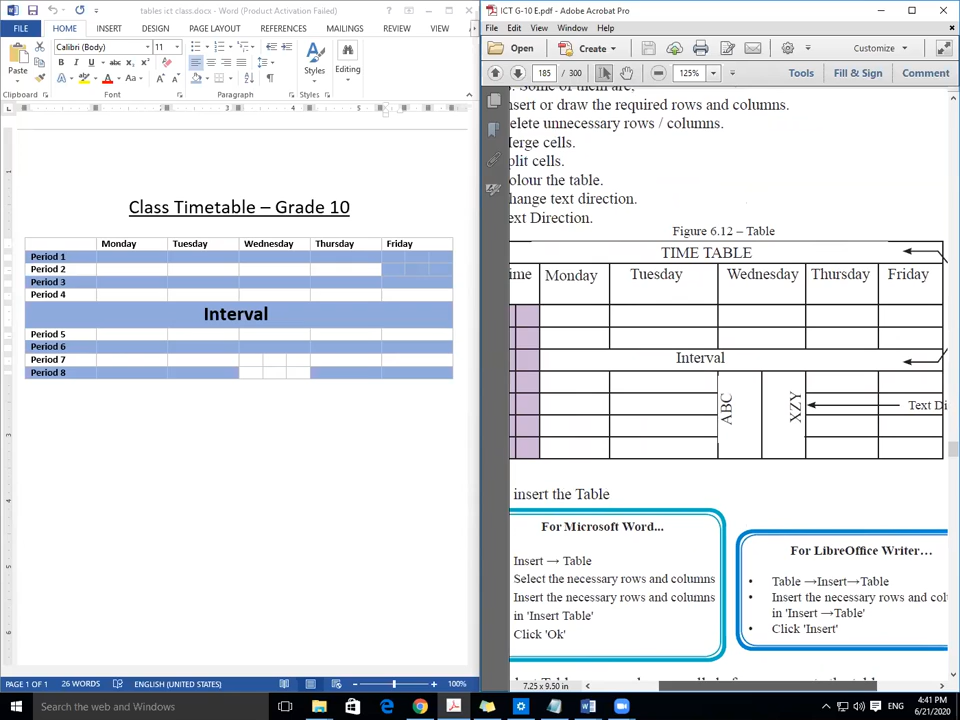 tables ict class.docx - Word (Product Activation Failed)
FILE HOME INSERT DESIGN PAGE LAYOUT REFERENCES MAILINGS REVIEW VIEW
Calibri (Body) 11
Paste
Styles
Editing
Clipboard Font Paragraph Styles
Class Timetable – Grade 10
Monday Tuesday Wednesday Thursday Friday
Period 1
Period 2
Period 3
Period 4
Interval
Period 5
Period 6
Period 7
Period 8
PAGE 1 OF 1 26 WORDS ENGLISH (UNITED STATES) 100%
ICT G-10 E.pdf - Adobe Acrobat Pro
File Edit View Window Help
Open Create Customize
185 / 300 125% Tools Fill & Sign Comment
s. Some of them are,
nsert or draw the required rows and columns.
elete unnecessary rows / columns.
Merge cells.
plit cells.
olour the table.
hange text direction.
ext Direction.
Figure 6.12 – Table
TIME TABLE
ime Monday Tuesday Wednesday Thursday Friday
Interval
ABC
XZY
Text Di
insert the Table
For Microsoft Word...
Insert → Table
Select the necessary rows and columns
Insert the necessary rows and columns
in 'Insert Table'
Click 'Ok'
For LibreOffice Writer…
• Table →Insert→Table
• Insert the necessary rows and col
in 'Insert →Table'
• Click 'Insert'
7.25 x 9.50 in
Search the web and Windows
ENG
4:41 PM
6/21/2020